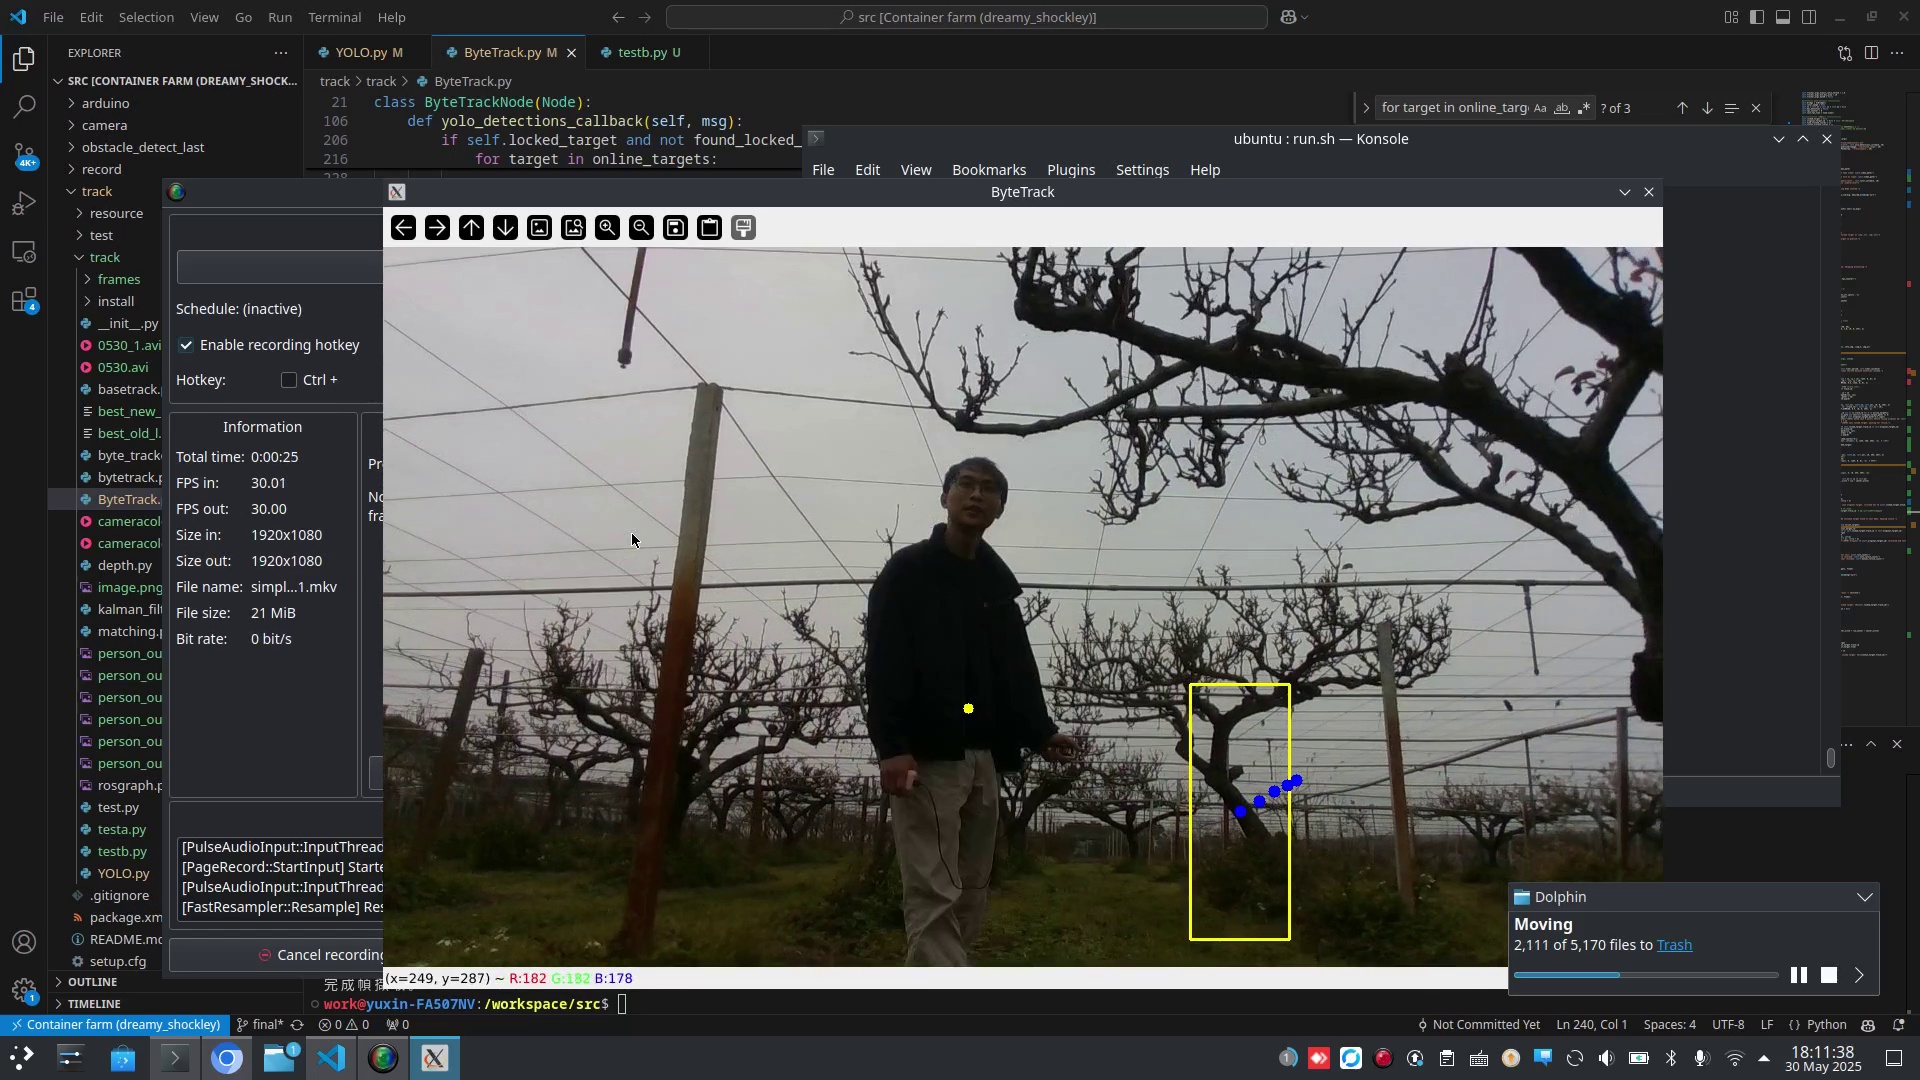 File Edit Selection View Go Run Terminal Help
src [Container farm (dreamy_shockley)]
EXPLORER
YOLO.py M
ByteTrack.py M
testb.py U
SRC [CONTAINER FARM (DREAMY_SHOCK...
track > track > ByteTrack.py
arduino
camera
obstacle_detect_last
record
track
resource
test
track
frames
install
__init__.py
0530_1.avi
0530.avi
basetrack.
best_new_
best_old_l.
byte_track
bytetrack.p
ByteTrack.
cameracol
cameracol
depth.py
image.png
kalman_filt
matching.p
person_ou
person_ou
person_ou
person_ou
person_ou
person_ou
rosgraph.p
test.py
testa.py
testb.py
YOLO.py
.gitignore
package.xm
README.md
setup.cfg
OUTLINE
TIMELINE
4K+
4
1
21 class ByteTrackNode(Node):
106 def yolo_detections_callback(self, msg):
206 if self.locked_target and not found_locked_
216 for target in online_targets:
for target in online_targ
Aa ab .*
? of 3
ubuntu : run.sh — Konsole
File Edit View Bookmarks Plugins Settings Help
ByteTrack
Schedule: (inactive)
Enable recording hotkey
Hotkey: Ctrl +
Information
Total time: 0:00:25
FPS in: 30.01
FPS out: 30.00
Size in: 1920x1080
Size out: 1920x1080
File name: simpl...1.mkv
File size: 21 MiB
Bit rate: 0 bit/s
Pr
No
fra
[PulseAudioInput::InputThread
[PageRecord::StartInput] Starte
[PulseAudioInput::InputThread
[FastResampler::Resample] Res
Cancel recording
(x=249, y=287) ~ R:182 G:182 B:178
work@yuxin-FA507NV:/workspace/src$
Dolphin
Moving
2,111 of 5,170 files to Trash
Container farm (dreamy_shockley)
final*
0 0
0
Not Committed Yet
Ln 240, Col 1
Spaces: 4
UTF-8
LF
{} Python
1
1
18:11:38
30 May 2025